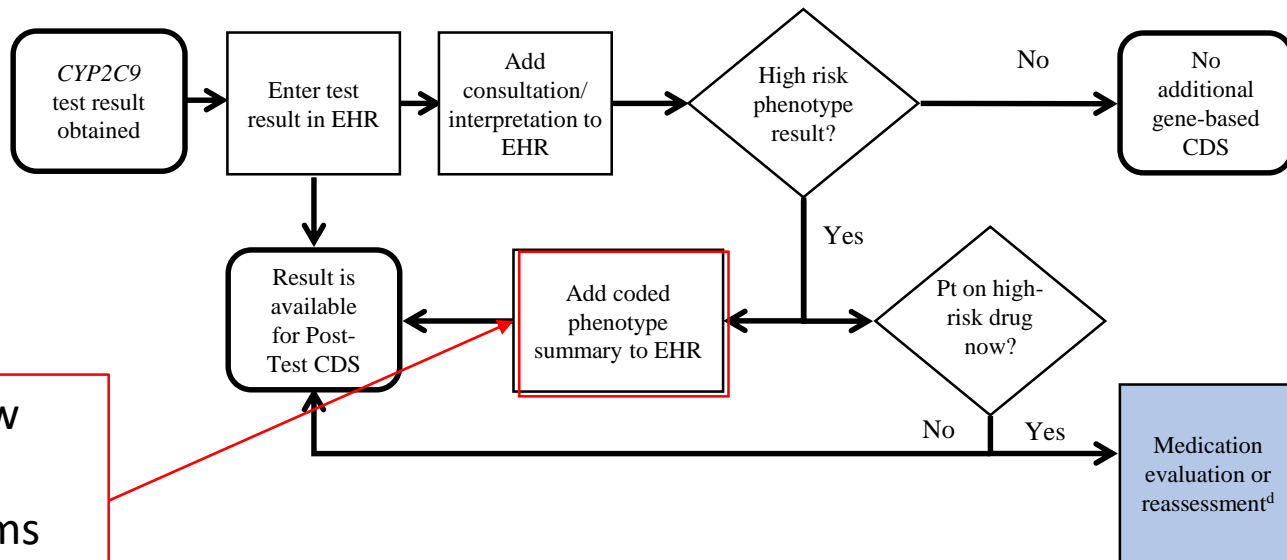 CYP2C9
test result
obtained
Enter test
result in EHR
Add
consultation/
interpretation to
EHR
High risk
phenotype
result?
No
No
additional
gene-based
CDS
Yes
Result is
available
for Post-
Test CDS
Add coded
phenotype
summary to EHR
Pt on high-
risk drug
now?
No
Yes
Medication
evaluation or
reassessmentᵈ